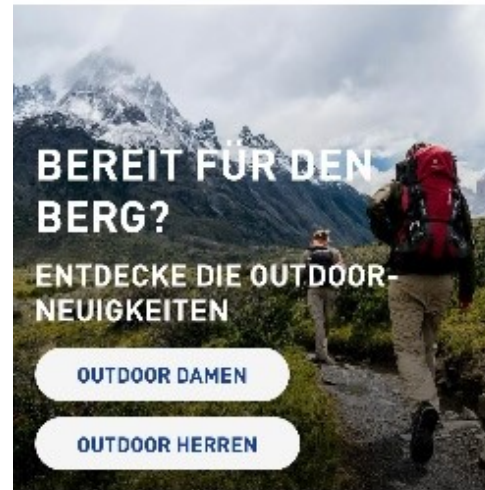 BEREIT FÜR DEN
BERG?
ENTDECKE DIE OUTDOOR-
NEUIGKEITEN
OUTDOOR DAMEN
OUTDOOR HERREN